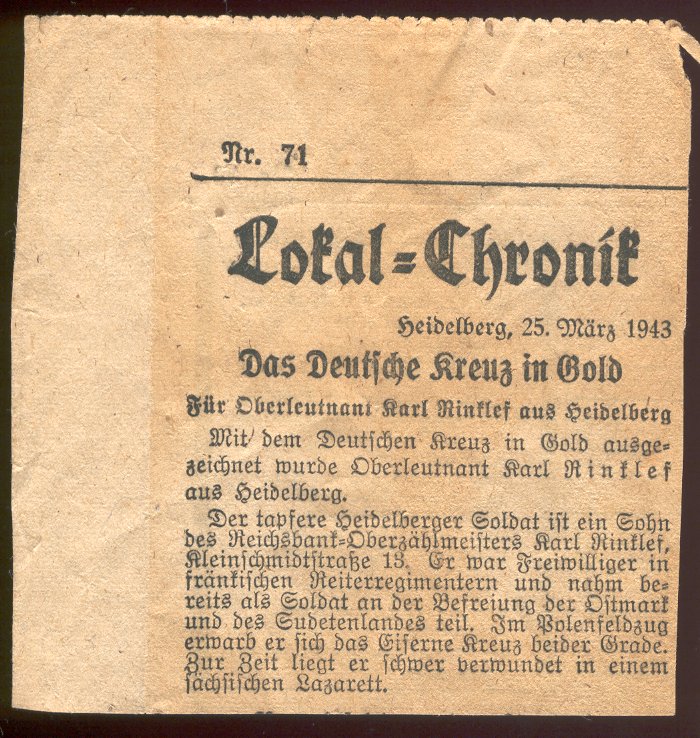 Nr. 71
Lokal=Chronik
Heidelberg, 25. März 1943
Das Deutsche Kreuz in Gold
Für Oberleutnant Karl Rinklef aus Heidelberg
Mit dem Deutschen Kreuz in Gold ausge=
zeichnet wurde Oberleutnant Karl Rinklef
aus Heidelberg.
Der tapfere Heidelberger Soldat ist ein Sohn
des Reichsbank=Oberzählmeisters Karl Rinklef,
Kleinschmidtstraße 13. Er war Freiwilliger in
fränkischen Reiterregimentern und nahm be=
reits als Soldat an der Befreiung der Ostmark
und des Sudetenlandes teil. Im Polenfeldzug
erwarb er sich das Eiserne Kreuz beider Grade.
Zur Zeit liegt er schwer verwundet in einem
sächsischen Lazarett.